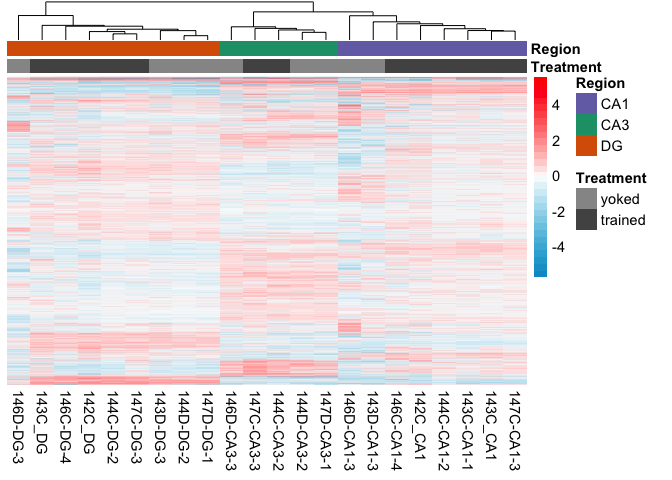 Region
Treatment
4
2
0
-2
-4
Region
CA1
CA3
DG
Treatment
yoked
trained
146D-DG-3
143C_DG
146C-DG-4
142C_DG
144C-DG-2
147C-DG-3
143D-DG-3
144D-DG-2
147D-DG-1
146D-CA3-3
147C-CA3-3
144C-CA3-2
144D-CA3-2
147D-CA3-1
146D-CA1-3
143D-CA1-3
146C-CA1-4
142C_CA1
144C-CA1-2
143C-CA1-1
143C_CA1
147C-CA1-3